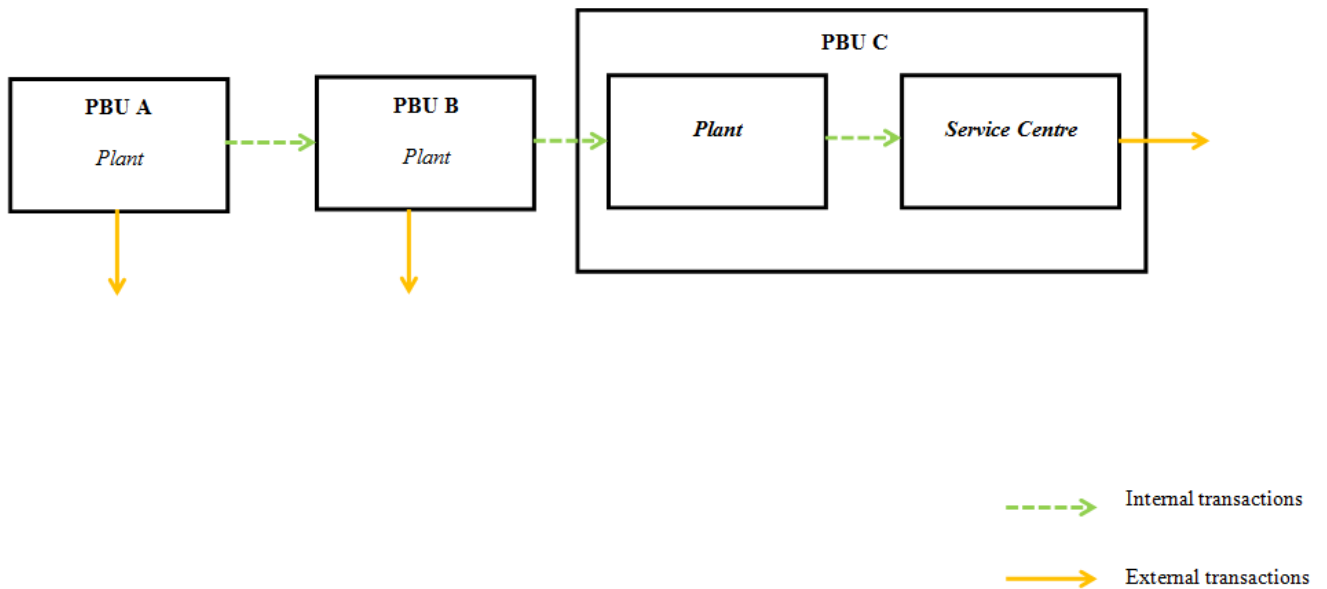 PBU A
Plant
PBU B
Plant
PBU C
Plant
Service Centre
Internal transactions
External transactions